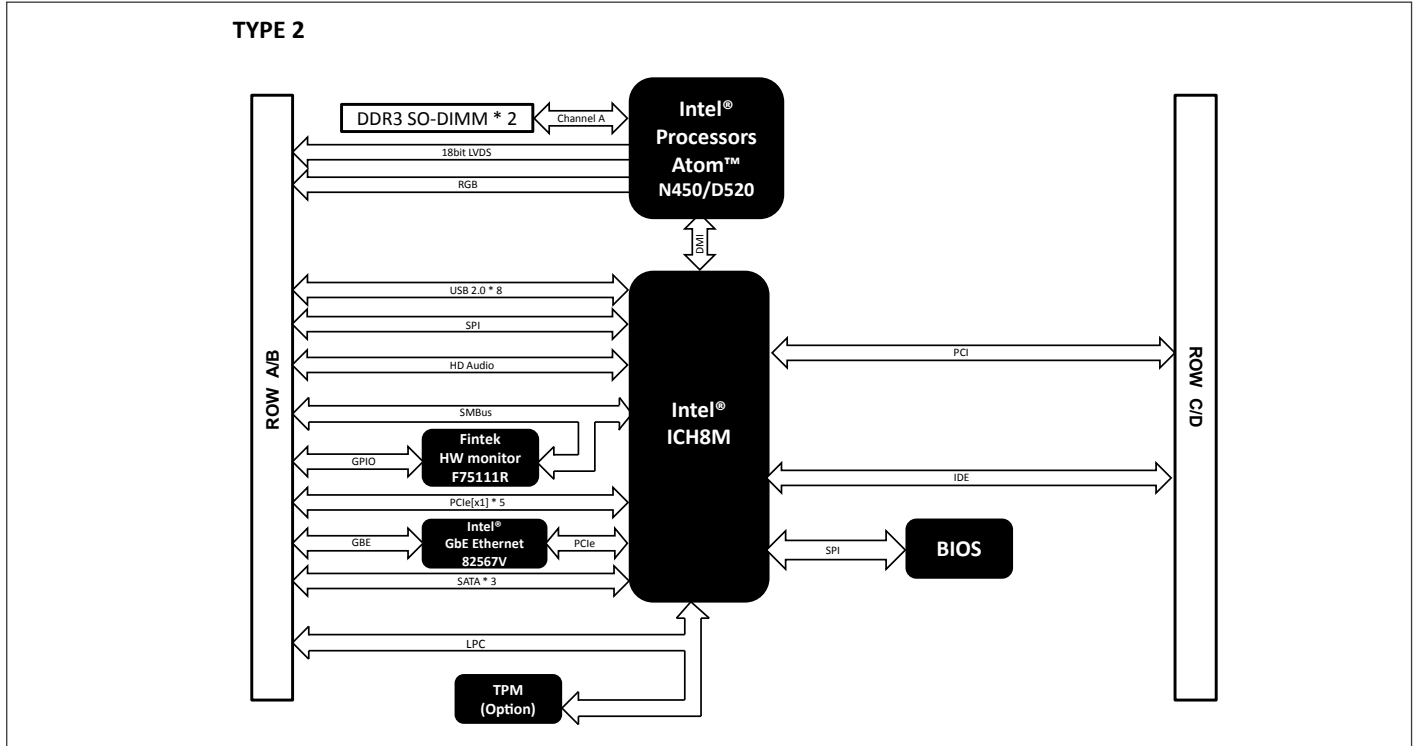 TYPE 2
DDR3 SO-DIMM * 2
Channel A
Intel®
Processors
Atom™
N450/D520
18bit LVDS
RGB
DMI
USB 2.0 * 8
SPI
HD Audio
SMBus
Fintek
HW monitor
F75111R
GPIO
PCIe[x1] * 5
Intel®
GbE Ethernet
82567V
GBE
PCIe
SATA * 3
LPC
TPM
(Option)
ROW A/B
Intel®
ICH8M
PCI
IDE
SPI
BIOS
ROW C/D